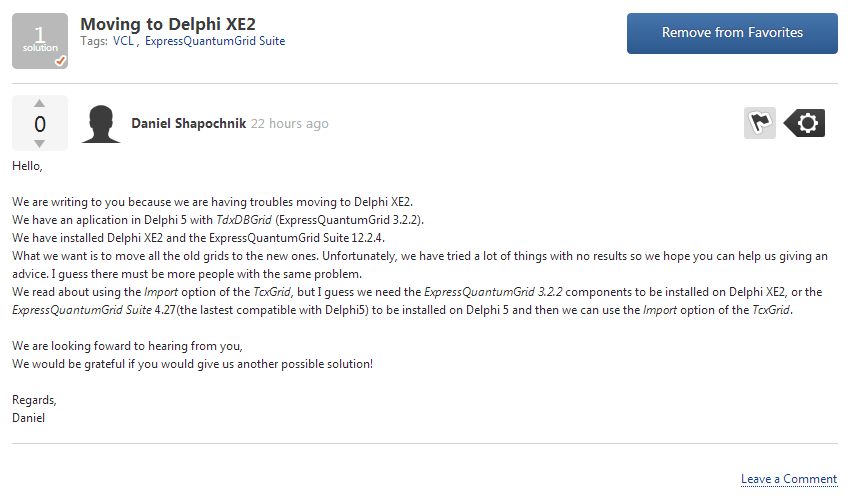 1
solution
Moving to Delphi XE2
Tags: VCL , ExpressQuantumGrid Suite
Remove from Favorites
0
Daniel Shapochnik 22 hours ago
Hello,
We are writing to you because we are having troubles moving to Delphi XE2.
We have an aplication in Delphi 5 with TdxDBGrid (ExpressQuantumGrid 3.2.2).
We have installed Delphi XE2 and the ExpressQuantumGrid Suite 12.2.4.
What we want is to move all the old grids to the new ones. Unfortunately, we have tried a lot of things with no results so we hope you can help us giving an
advice. I guess there must be more people with the same problem.
We read about using the Import option of the TcxGrid, but I guess we need the ExpressQuantumGrid 3.2.2 components to be installed on Delphi XE2, or the
ExpressQuantumGrid Suite 4.27(the lastest compatible with Delphi5) to be installed on Delphi 5 and then we can use the Import option of the TcxGrid.
We are looking foward to hearing from you,
We would be grateful if you would give us another possible solution!
Regards,
Daniel
Leave a Comment